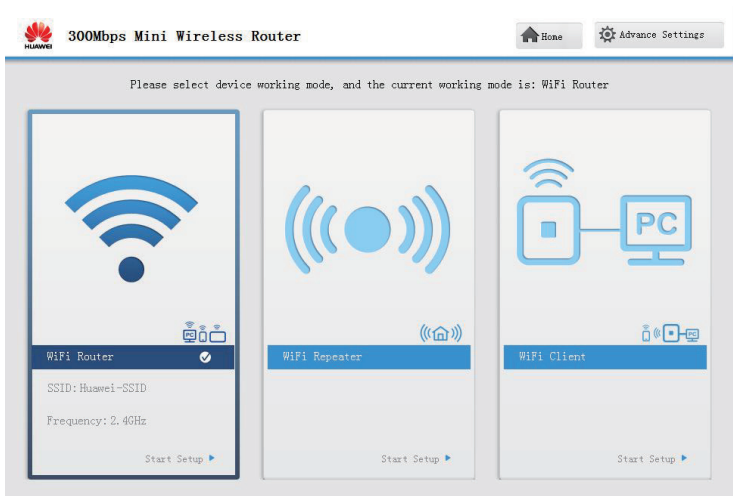 HUAWEI
300Mbps Mini Wireless Router
Home
Advance Settings
Please select device working mode, and the current working mode is: WiFi Router
PC
PC
PC
WiFi Router
WiFi Repeater
WiFi Client
SSID: Huawei-SSID
Frequency: 2.4GHz
Start Setup
Start Setup
Start Setup